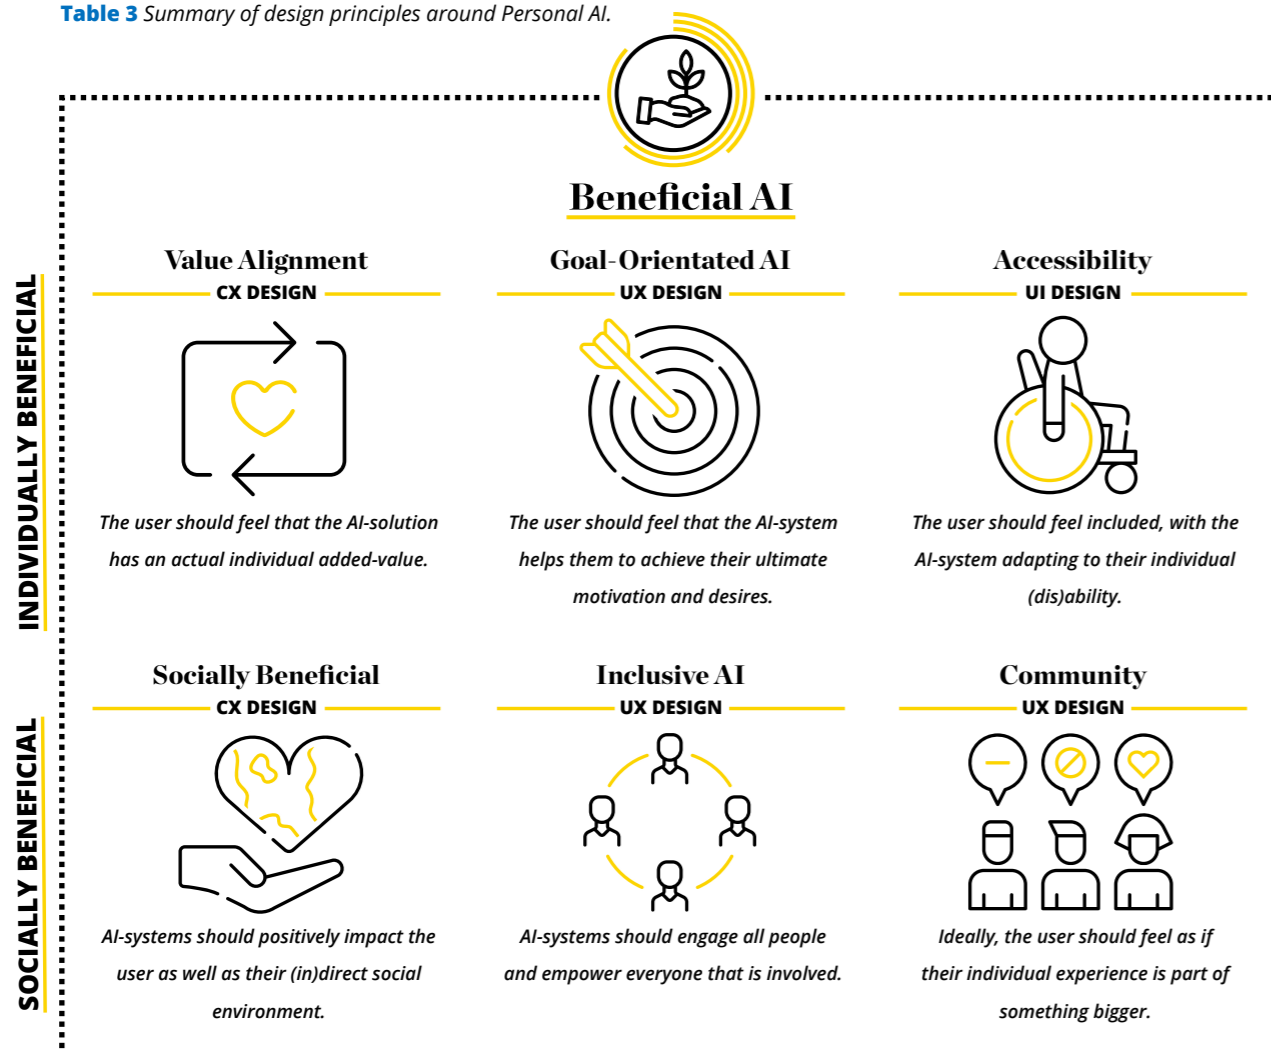 Table 3 Summary of design principles around Personal AI.
Beneficial AI
INDIVIDUALLY BENEFICIAL
Value Alignment
CX DESIGN
The user should feel that the AI-solution
has an actual individual added-value.
Goal-Orientated AI
UX DESIGN
The user should feel that the AI-system
helps them to achieve their ultimate
motivation and desires.
Accessibility
UI DESIGN
The user should feel included, with the
AI-system adapting to their individual
(dis)ability.
SOCIALLY BENEFICIAL
Socially Beneficial
CX DESIGN
AI-systems should positively impact the
user as well as their (in)direct social
environment.
Inclusive AI
UX DESIGN
AI-systems should engage all people
and empower everyone that is involved.
Community
UX DESIGN
Ideally, the user should feel as if
their individual experience is part of
something bigger.